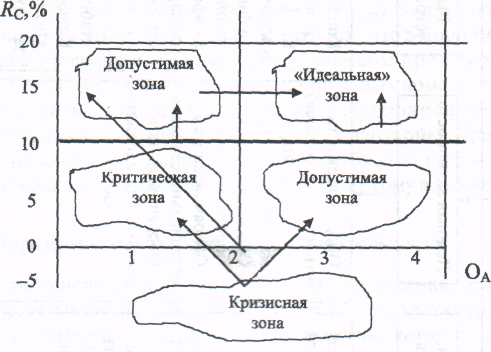 R_C,%
20
Допустимая
зона
«Идеальная»
зона
15
10
Критическая
зона
Допустимая
зона
5
0
1 2 3 4
–5
O_A
Кризисная
зона